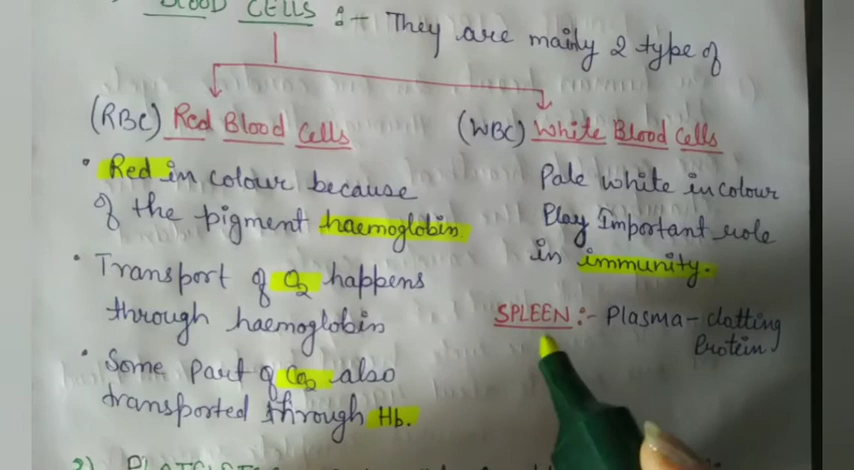 BLOOD CELLS :- They are mainly 2 type of
(RBC) Red Blood Cells
• Red in colour because
of the pigment haemoglobin
• Transport of O2 happens
through haemoglobin
• Some part of CO2 also
transported through Hb.
(WBC) White Blood Cells
Pale white in colour
Play Important role
in immunity.
SPLEEN :- Plasma - clotting
Protein
2)